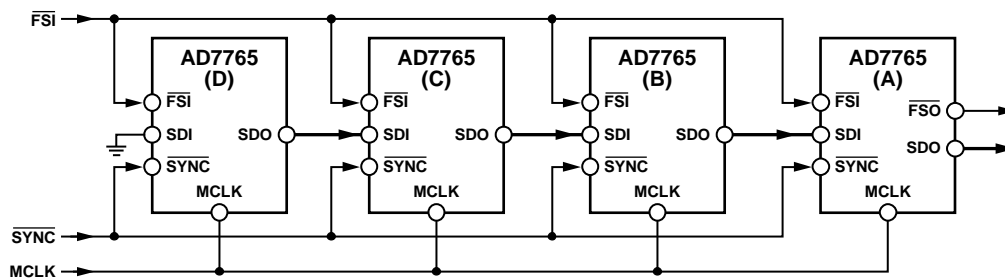 FSI
AD7765
(D)
FSI
SDI
SDO
SYNC
MCLK
AD7765
(C)
FSI
SDI
SDO
SYNC
MCLK
AD7765
(B)
FSI
SDI
SDO
SYNC
MCLK
AD7765
(A)
FSI
FSO
SDI
SDO
SYNC
MCLK
SYNC
MCLK